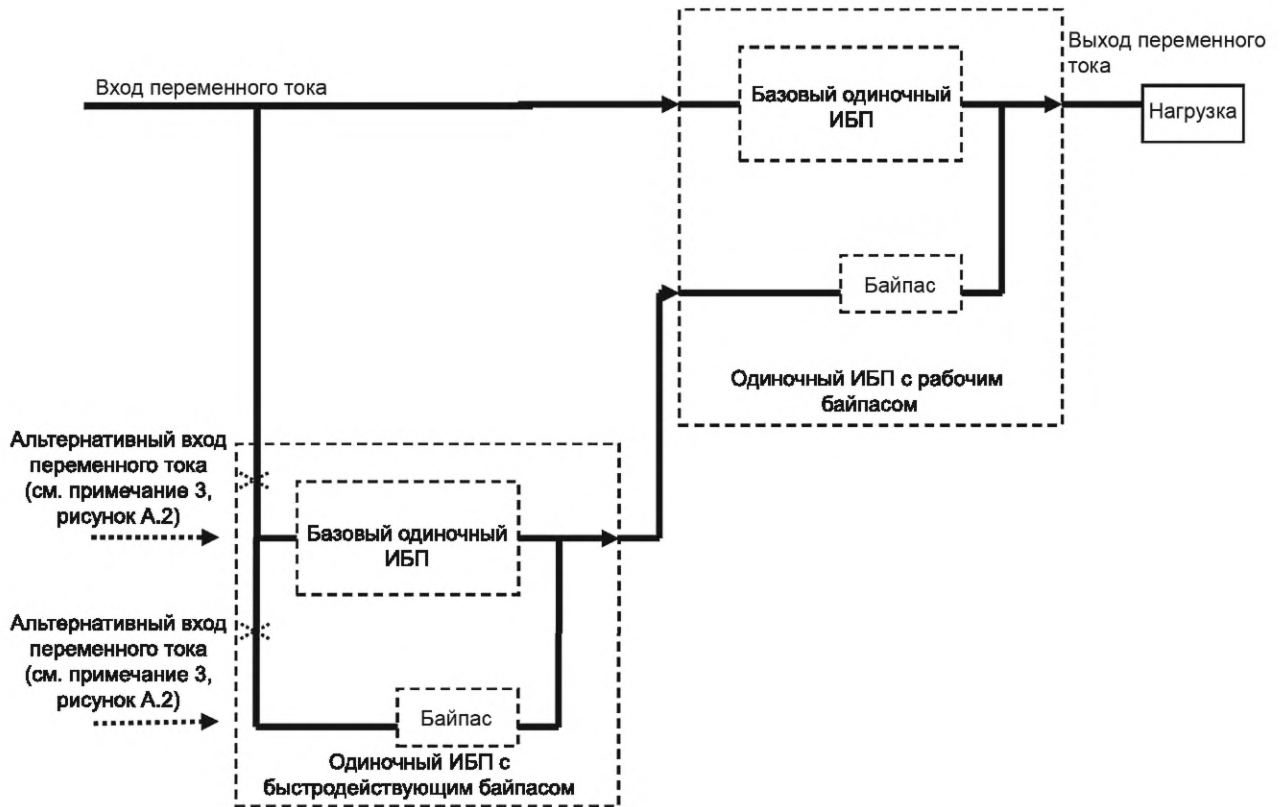 Вход переменного тока
Базовый одиночный
ИБП
Выход переменного
тока
Нагрузка
Байпас
Одиночный ИБП с рабочим
байпасом
Альтернативный вход
переменного тока
(см. примечание 3,
рисунок А.2)
Базовый одиночный
ИБП
Альтернативный вход
переменного тока
(см. примечание 3,
рисунок А.2)
Байпас
Одиночный ИБП с
быстродействующим байпасом